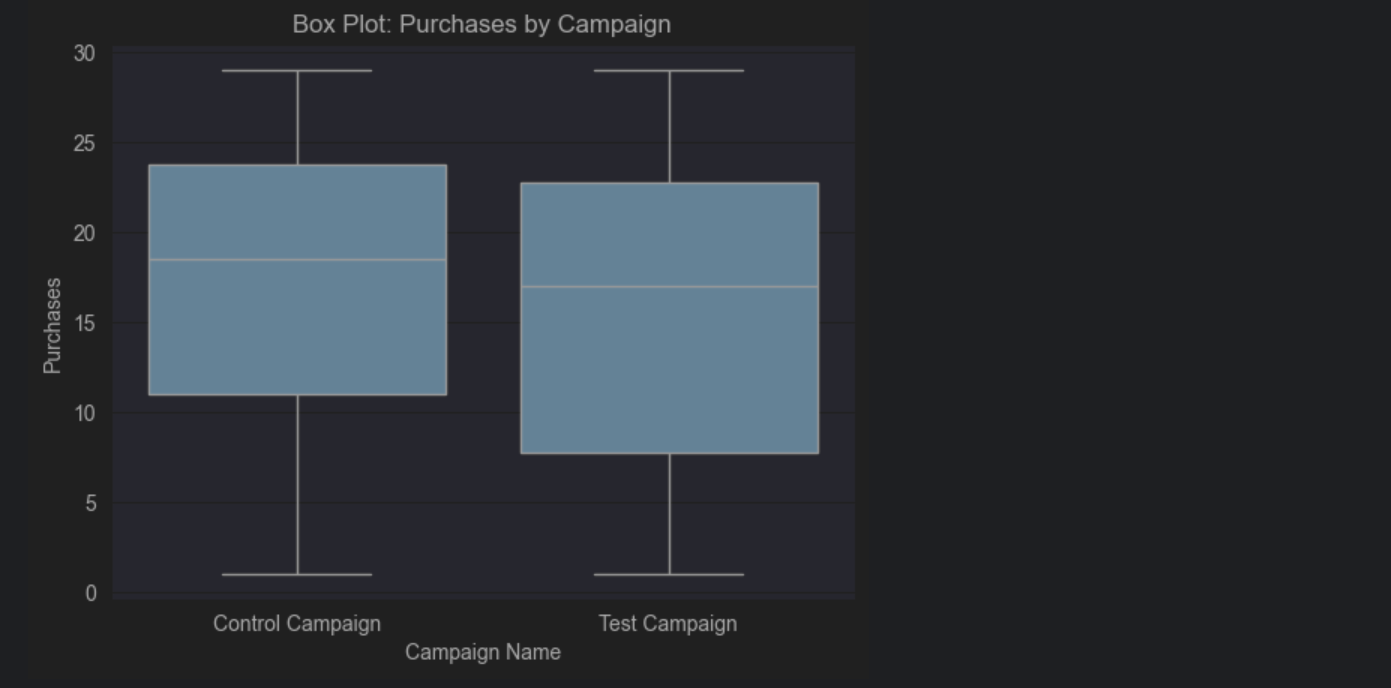 Box Plot: Purchases by Campaign
30
25
20
15
10
5
0
Purchases
Control Campaign
Test Campaign
Campaign Name